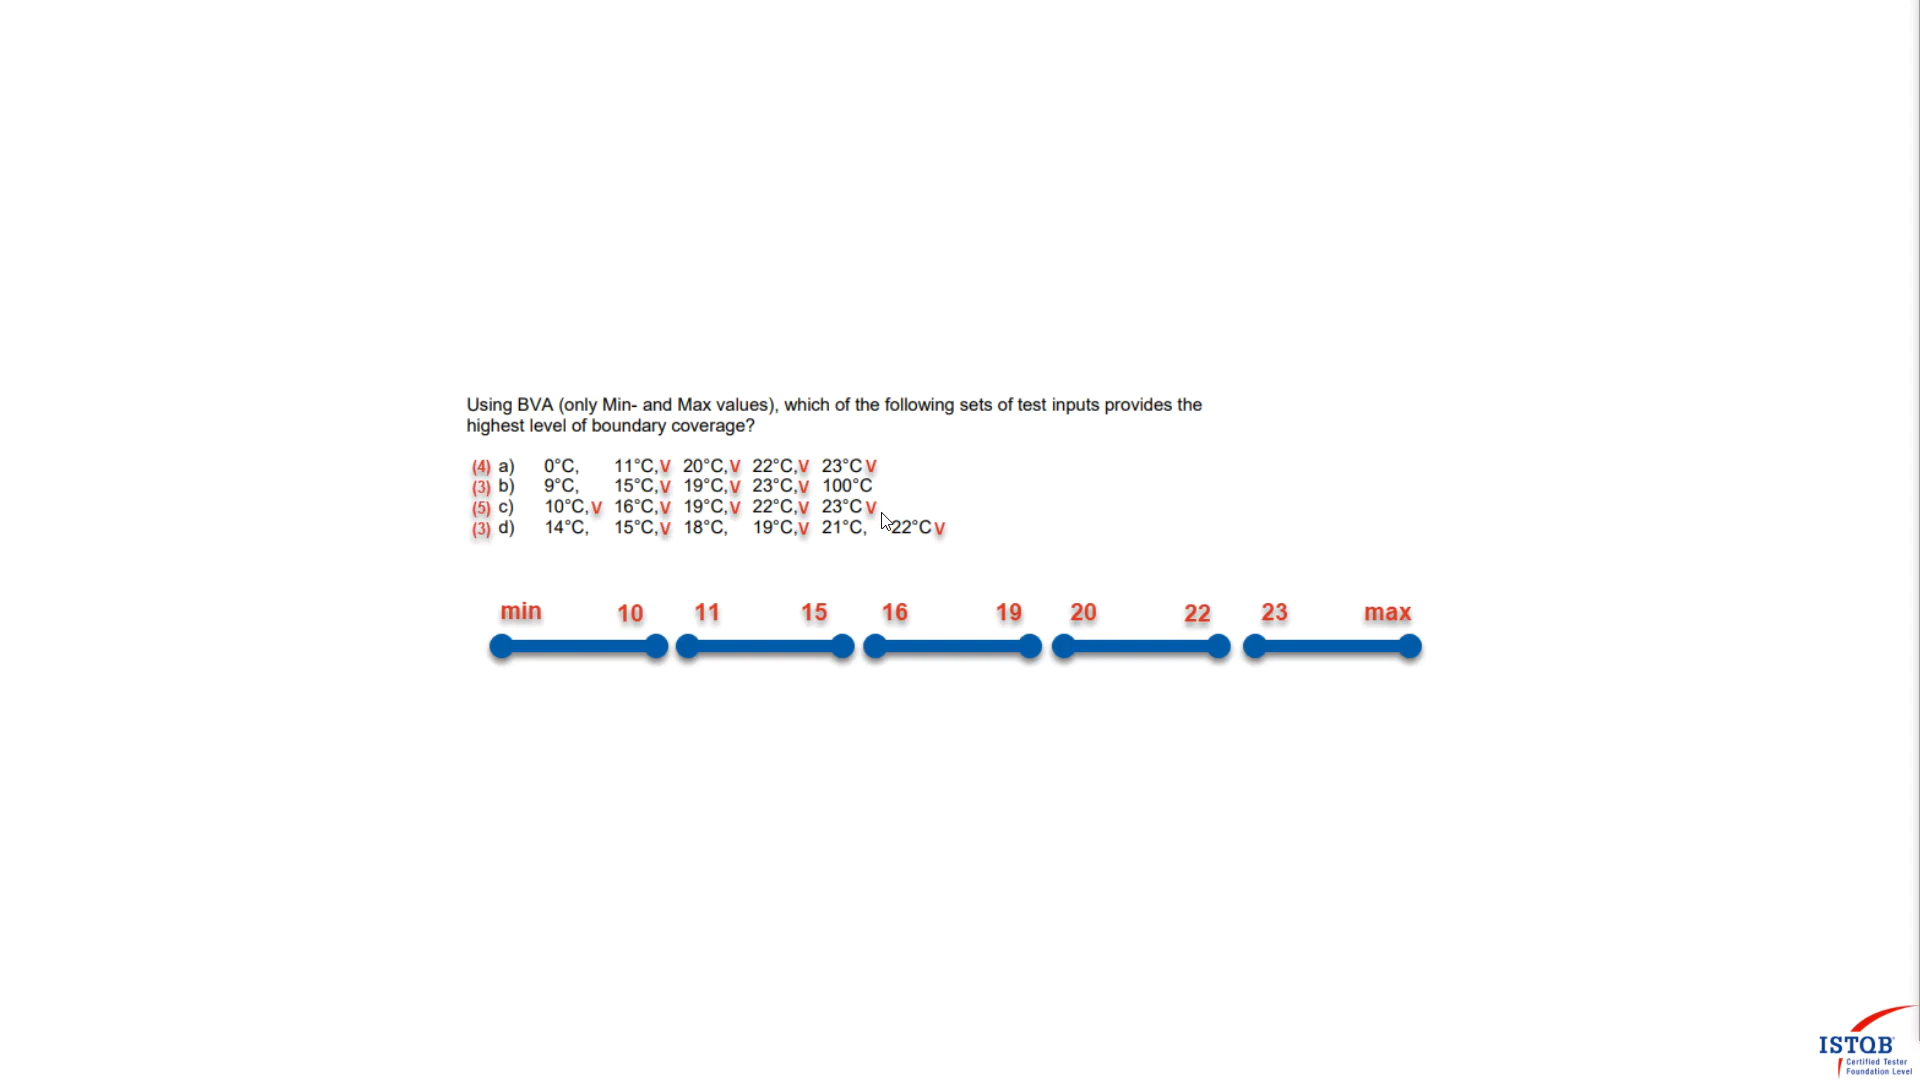 Using BVA (only Min- and Max values), which of the following sets of test inputs provides the
highest level of boundary coverage?
(4) a) 0°C, 11°C,V 20°C,V 22°C,V 23°C V
(3) b) 9°C, 15°C,V 19°C,V 23°C,V 100°C
(5) c) 10°C,V 16°C,V 19°C,V 22°C,V 23°C V
(3) d) 14°C, 15°C,V 18°C, 19°C,V 21°C, 22°C V
min 10 11 15 16 19 20 22 23 max
ISTQB
Certified Tester
Foundation Level